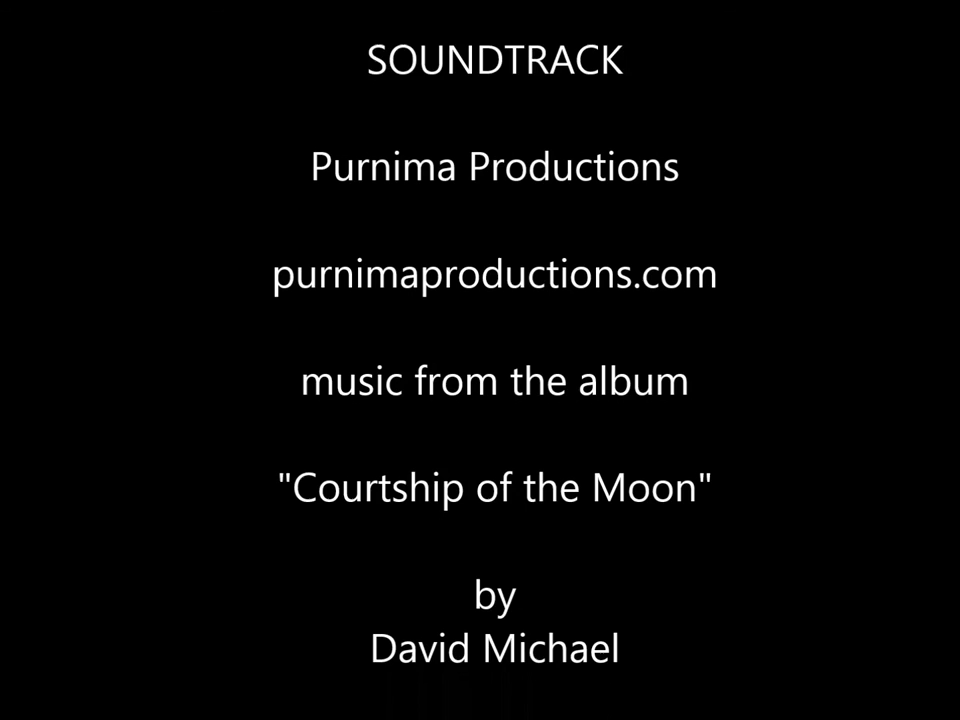 SOUNDTRACK
Purnima Productions
purnimaproductions.com
music from the album
"Courtship of the Moon"
by
David Michael